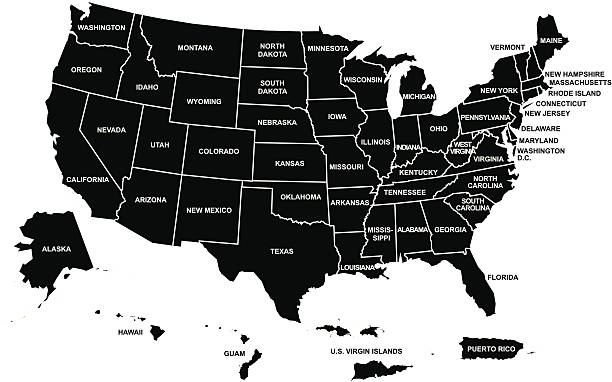 WASHINGTON
MONTANA
NORTH
DAKOTA
MINNESOTA
VERMONT
MAINE
OREGON
IDAHO
WYOMING
SOUTH
DAKOTA
WISCONSIN
MICHIGAN
NEW YORK
NEW HAMPSHIRE
MASSACHUSETTS
RHODE ISLAND
CONNECTICUT
NEW JERSEY
NEVADA
UTAH
COLORADO
NEBRASKA
IOWA
ILLINOIS
INDIANA
OHIO
PENNSYLVANIA
DELAWARE
MARYLAND
WASHINGTON
D.C.
WEST
VIRGINIA
VIRGINIA
CALIFORNIA
KANSAS
MISSOURI
KENTUCKY
NORTH
CAROLINA
ARIZONA
NEW MEXICO
OKLAHOMA
ARKANSAS
TENNESSEE
SOUTH
CAROLINA
TEXAS
LOUISIANA
MISSIS-
SIPPI
ALABAMA
GEORGIA
FLORIDA
ALASKA
HAWAII
GUAM
U.S. VIRGIN ISLANDS
PUERTO RICO